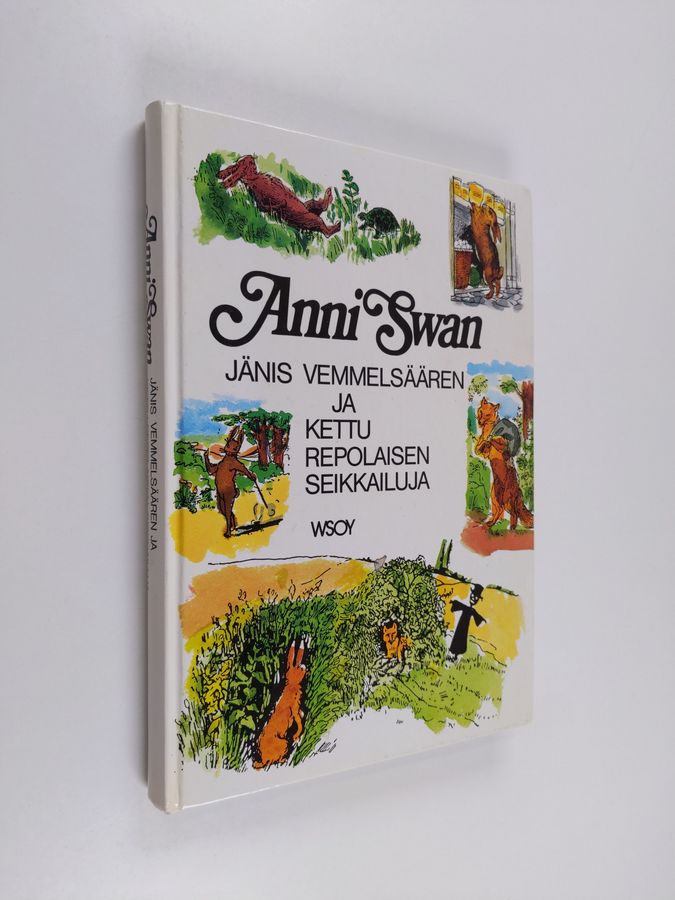 Anni Swan
JÄNIS VEMMELSÄÄREN
JA
KETTU
REPOLAISEN
SEIKKAILUJA
WSOY
Anni Swan JÄNIS VEMMELSÄÄREN JA